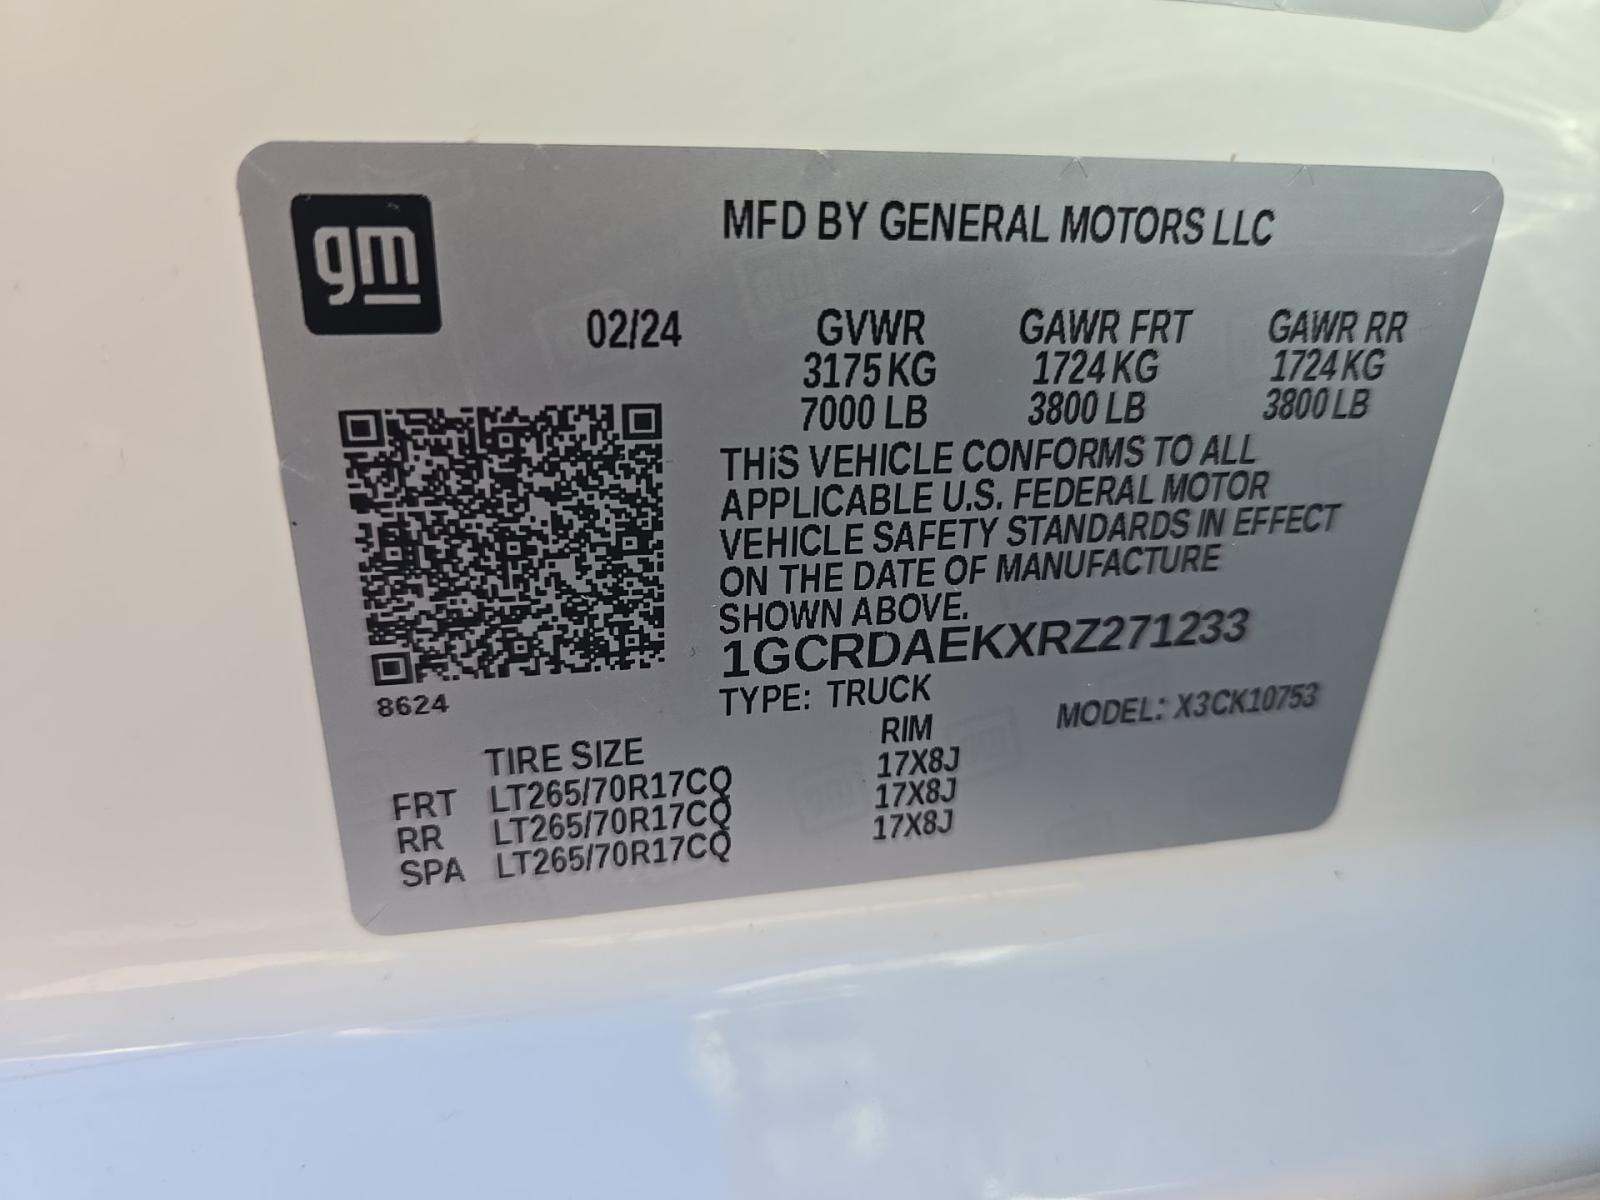 gm
MFD BY GENERAL MOTORS LLC
02/24 GVWR GAWR FRT GAWR RR
3175 KG 1724 KG 1724 KG
7000 LB 3800 LB 3800 LB
THiS VEHICLE CONFORMS TO ALL
APPLICABLE U.S. FEDERAL MOTOR
VEHICLE SAFETY STANDARDS IN EFFECT
ON THE DATE OF MANUFACTURE
SHOWN ABOVE.
1GCRDAEKXRZ271233
8624
TYPE: TRUCK MODEL: X3CK10753
TIRE SIZE RIM
FRT LT265/70R17CQ 17X8J
RR LT265/70R17CQ 17X8J
SPA LT265/70R17CQ 17X8J